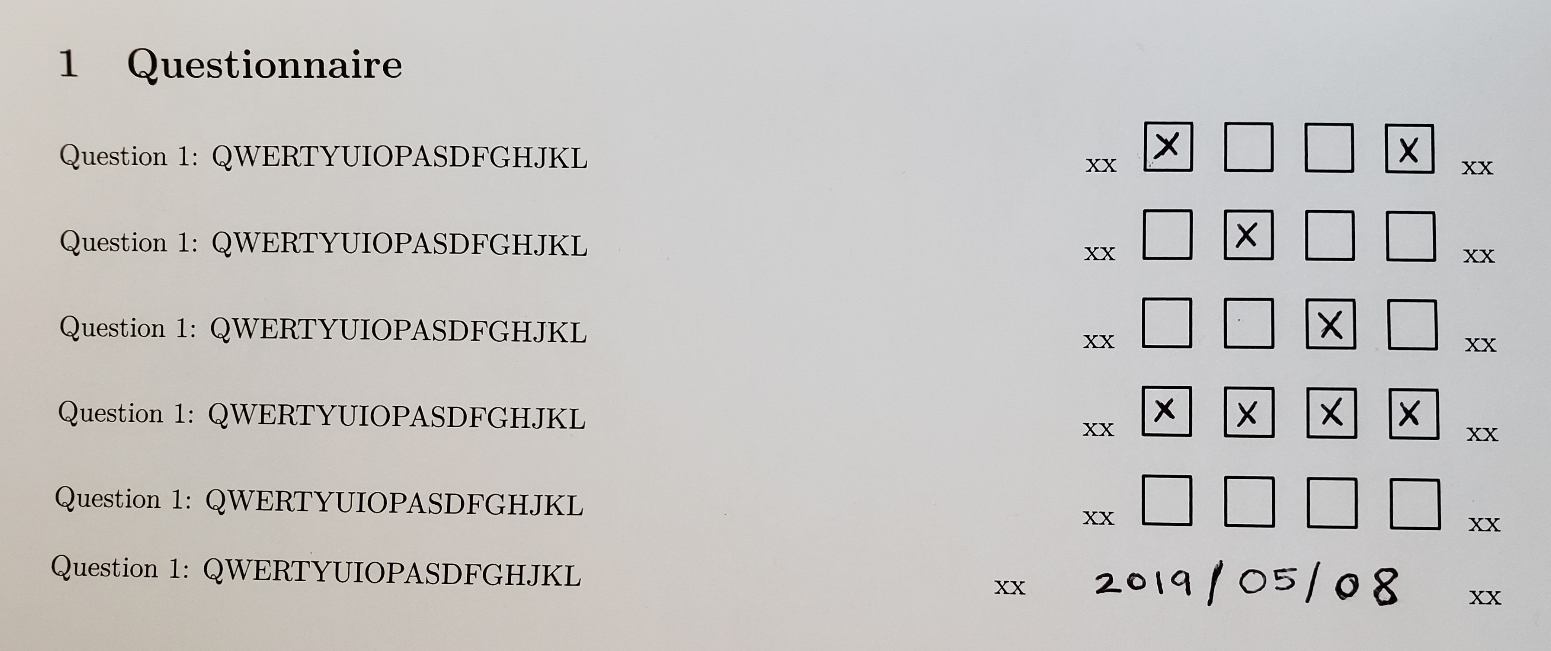 1 Questionnaire
Question 1: QWERTYUIOPASDFGHJKL xx ☒ ☐ ☐ ☒ xx
Question 1: QWERTYUIOPASDFGHJKL xx ☐ ☒ ☐ ☐ xx
Question 1: QWERTYUIOPASDFGHJKL xx ☐ ☐ ☒ ☐ xx
Question 1: QWERTYUIOPASDFGHJKL xx ☒ ☒ ☒ ☒ xx
Question 1: QWERTYUIOPASDFGHJKL xx ☐ ☐ ☐ ☐ xx
Question 1: QWERTYUIOPASDFGHJKL xx 2019/05/08 xx